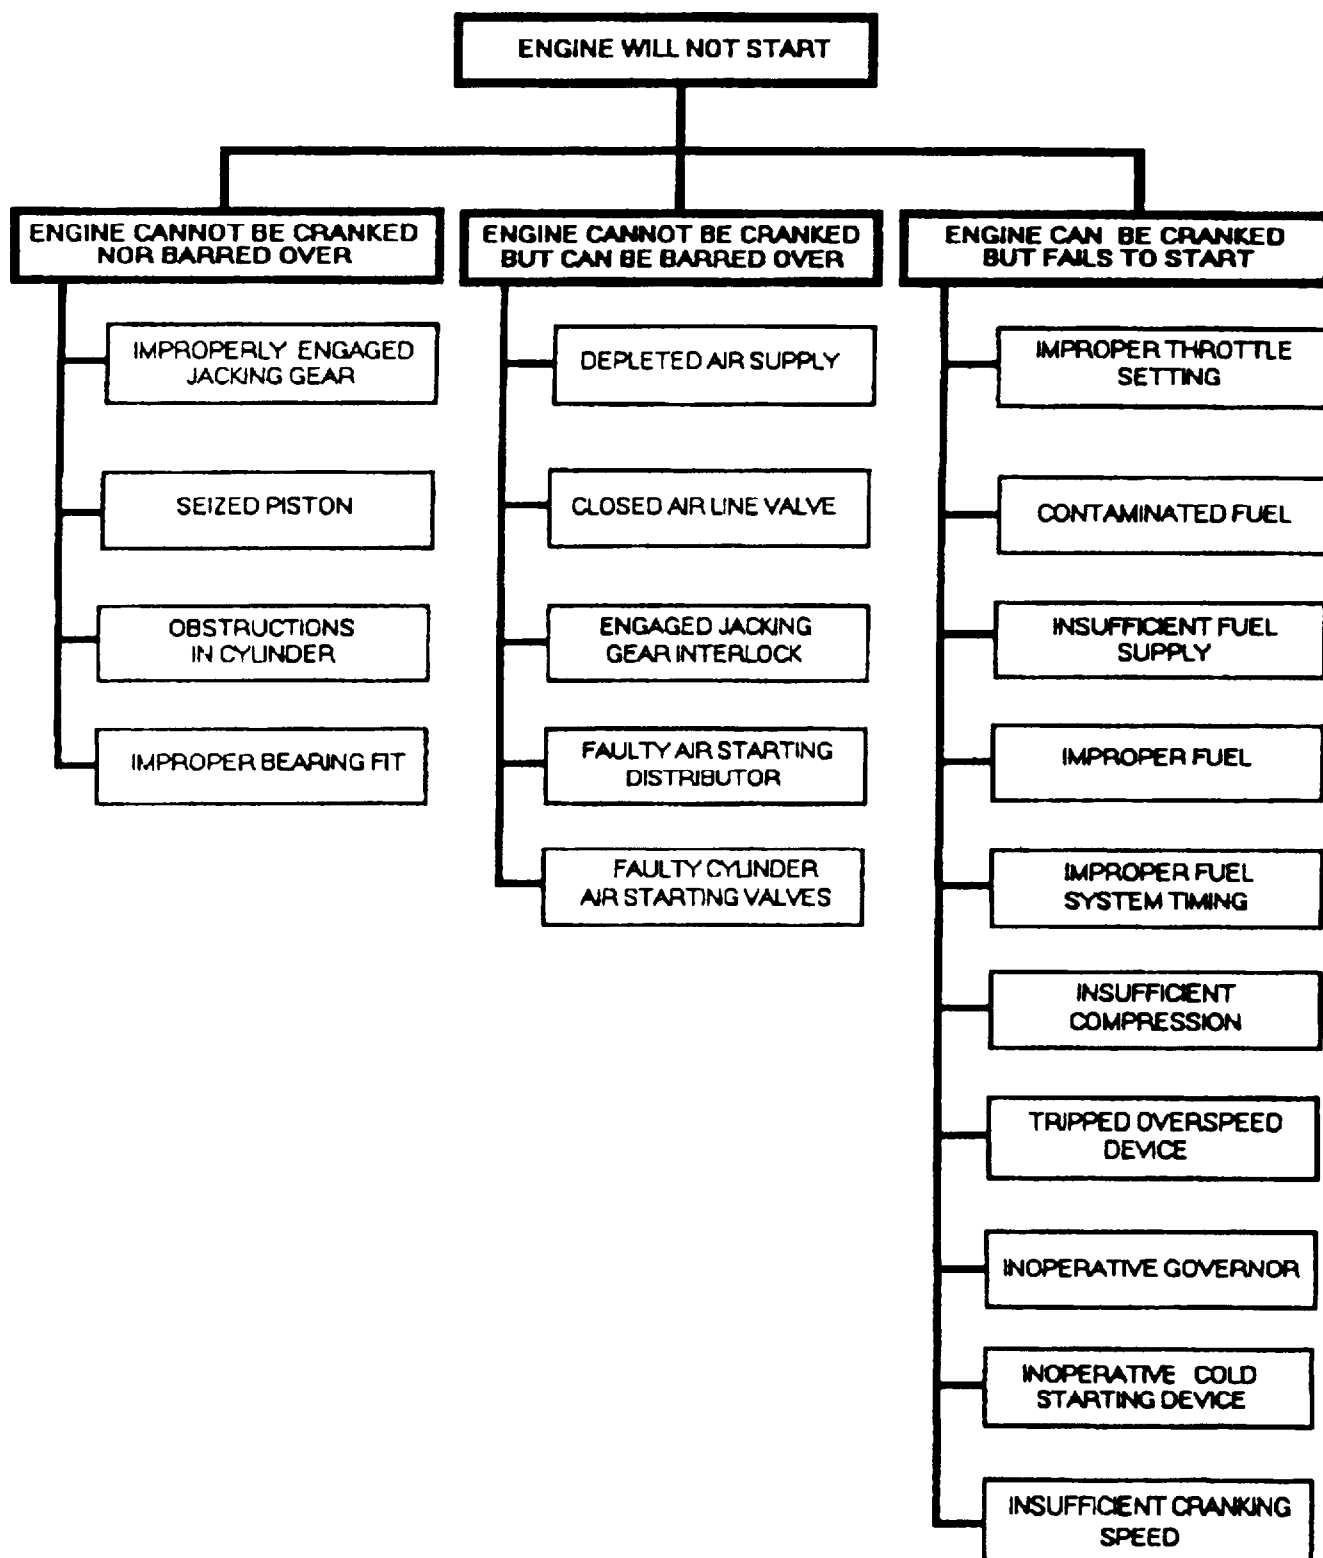 ENGINE WILL NOT START
ENGINE CANNOT BE CRANKED
NOR BARRED OVER
IMPROPERLY ENGAGED
JACKING GEAR
SEIZED PISTON
OBSTRUCTIONS
IN CYLINDER
IMPROPER BEARING FIT
ENGINE CANNOT BE CRANKED
BUT CAN BE BARRED OVER
DEPLETED AIR SUPPLY
CLOSED AIR LINE VALVE
ENGAGED JACKING
GEAR INTERLOCK
FAULTY AIR STARTING
DISTRIBUTOR
FAULTY CYLINDER
AIR STARTING VALVES
ENGINE CAN BE CRANKED
BUT FAILS TO START
IMPROPER THROTTLE
SETTING
CONTAMINATED FUEL
INSUFFICIENT FUEL
SUPPLY
IMPROPER FUEL
IMPROPER FUEL
SYSTEM TIMING
INSUFFICIENT
COMPRESSION
TRIPPED OVERSPEED
DEVICE
INOPERATIVE GOVERNOR
INOPERATIVE COLD
STARTING DEVICE
INSUFFICIENT CRANKING
SPEED